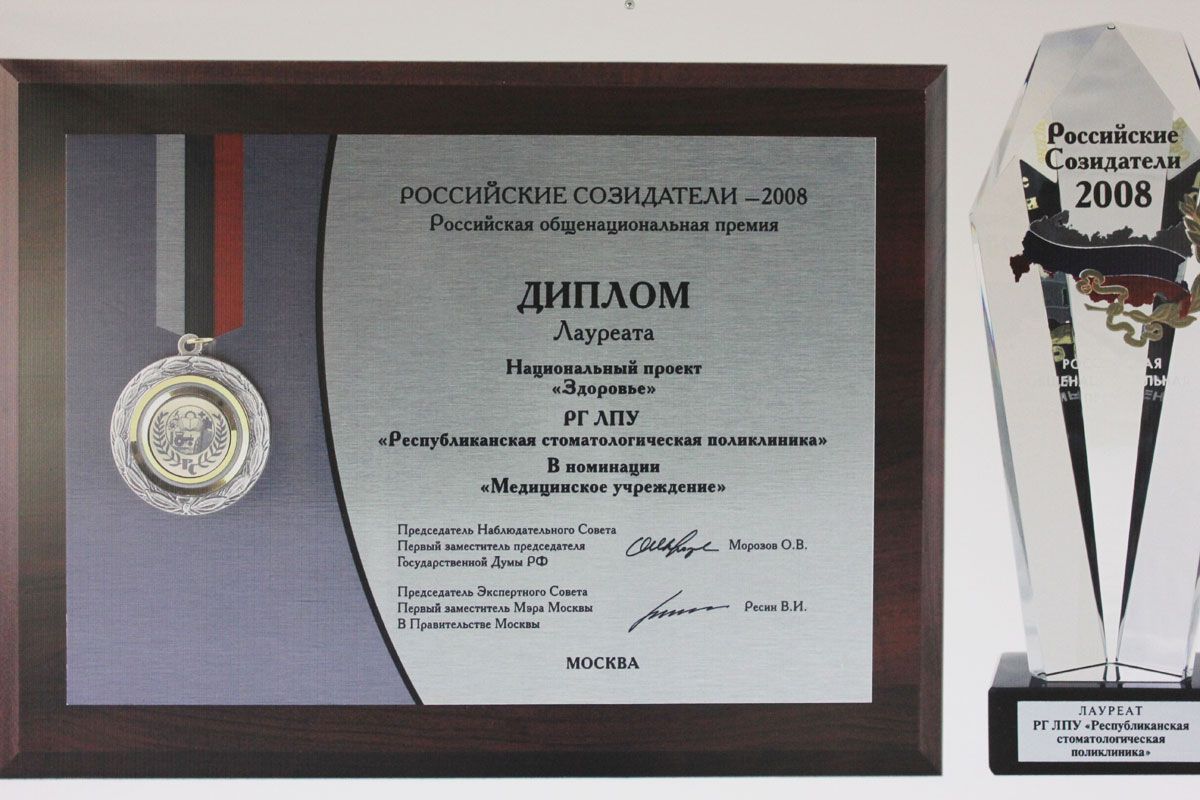 РОССИЙСКИЕ СОЗИДАТЕЛИ –2008
Российская общенациональная премия
ДИПЛОМ
Лауреата
Национальный проект
«Здоровье»
РГ ЛПУ
«Республиканская стоматологическая поликлиника»
В номинации
«Медицинское учреждение»
Председатель Наблюдательного Совета
Первый заместитель председателя
Государственной Думы РФ
Морозов О.В.
Председатель Экспертного Совета
Первый заместитель Мэра Москвы
В Правительстве Москвы
Ресин В.И.
МОСКВА
РС
Российские
Созидатели
2008
ЛАУРЕАТ
РГ ЛПУ «Республиканская
стоматологическая
поликлиника»